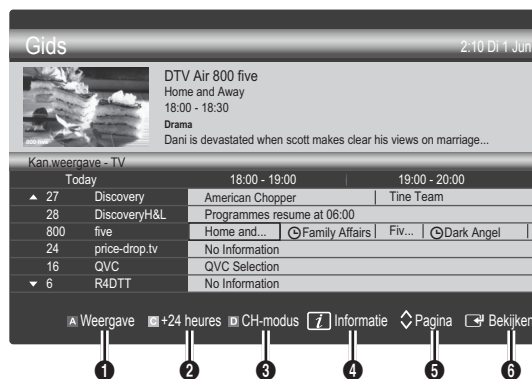 Gids
2:10 Di 1 Jun
DTV Air 800 five
Home and Away
18:00 - 18:30
Drama
Dani is devastated when scott makes clear his views on marriage...
800 five
Kan.weergave - TV
Today 18:00 - 19:00 19:00 - 20:00
27 Discovery American Chopper Tine Team
28 DiscoveryH&L Programmes resume at 06:00
800 five Home and... Family Affairs Fiv... Dark Angel
24 price-drop.tv No Information
16 QVC QVC Selection
6 R4DTT No Information
A Weergave C +24 heures D CH-modus i Informatie Pagina Bekijken
1 2 3 4 5 6